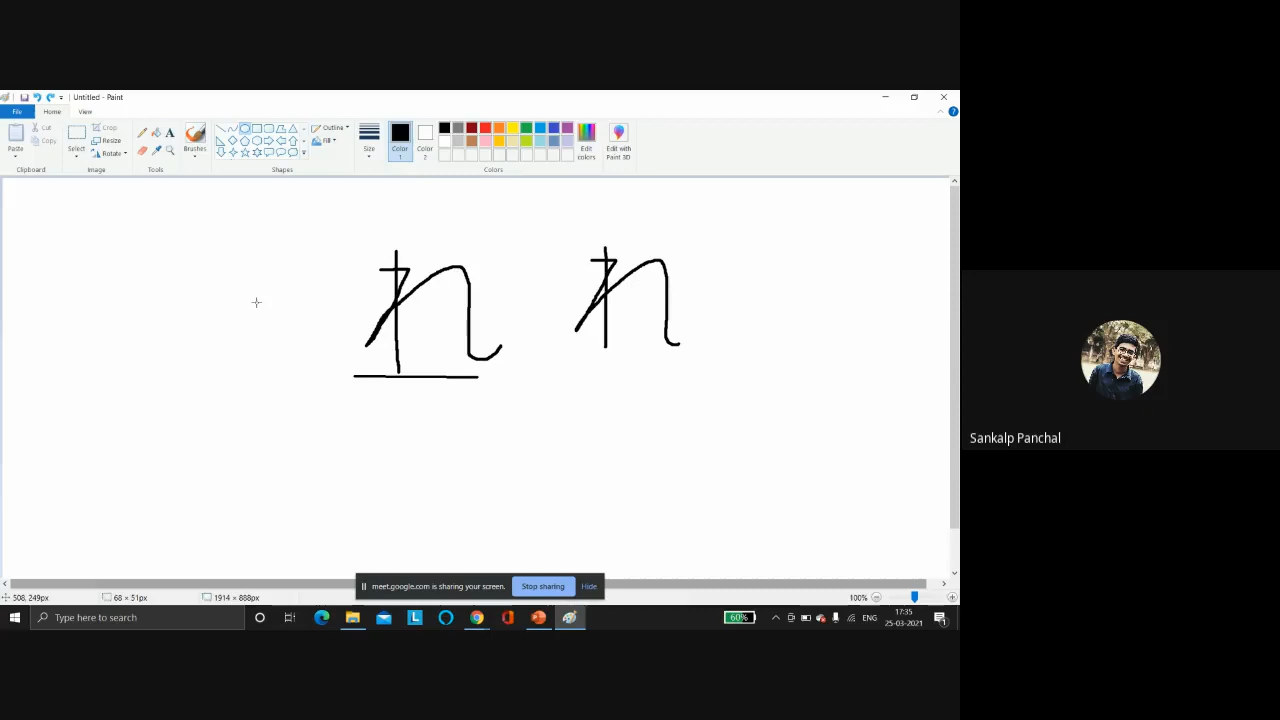 Untitled - Paint
File Home View
Paste Cut Copy
Clipboard
Select Crop Resize Rotate
Image
Tools
Brushes
Shapes
Outline
Fill
Size
Color 1
Color 2
Edit colors
Edit with Paint 3D
Colors
れ れ
Sankalp Panchal
meet.google.com is sharing your screen. Stop sharing Hide
508, 249px 68 × 51px 1914 × 888px 100%
Type here to search 60% ENG 17:35 25-03-2021